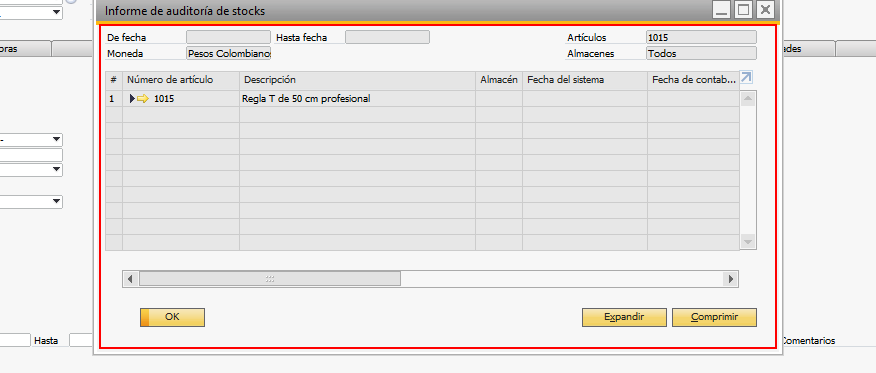 Informe de auditoría de stocks
De fecha Hasta fecha Artículos 1015
Moneda Pesos Colombianos Almacenes Todos
oras
ades
# Número de artículo Descripción Almacén Fecha del sistema Fecha de contab...
1 1015 Regla T de 50 cm profesional
OK Expandir Comprimir
Hasta
Comentarios